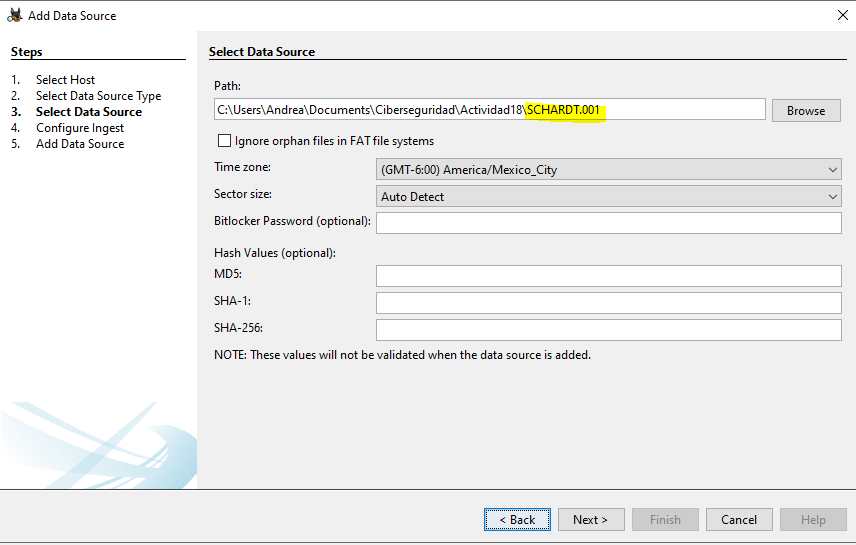 Add Data Source
Steps
1. Select Host
2. Select Data Source Type
3. Select Data Source
4. Configure Ingest
5. Add Data Source
Select Data Source
Path:
C:\Users\Andrea\Documents\Ciberseguridad\Actividad18\SCHARDT.001
Browse
Ignore orphan files in FAT file systems
Time zone: (GMT-6:00) America/Mexico_City
Sector size: Auto Detect
Bitlocker Password (optional):
Hash Values (optional):
MD5:
SHA-1:
SHA-256:
NOTE: These values will not be validated when the data source is added.
< Back Next > Finish Cancel Help